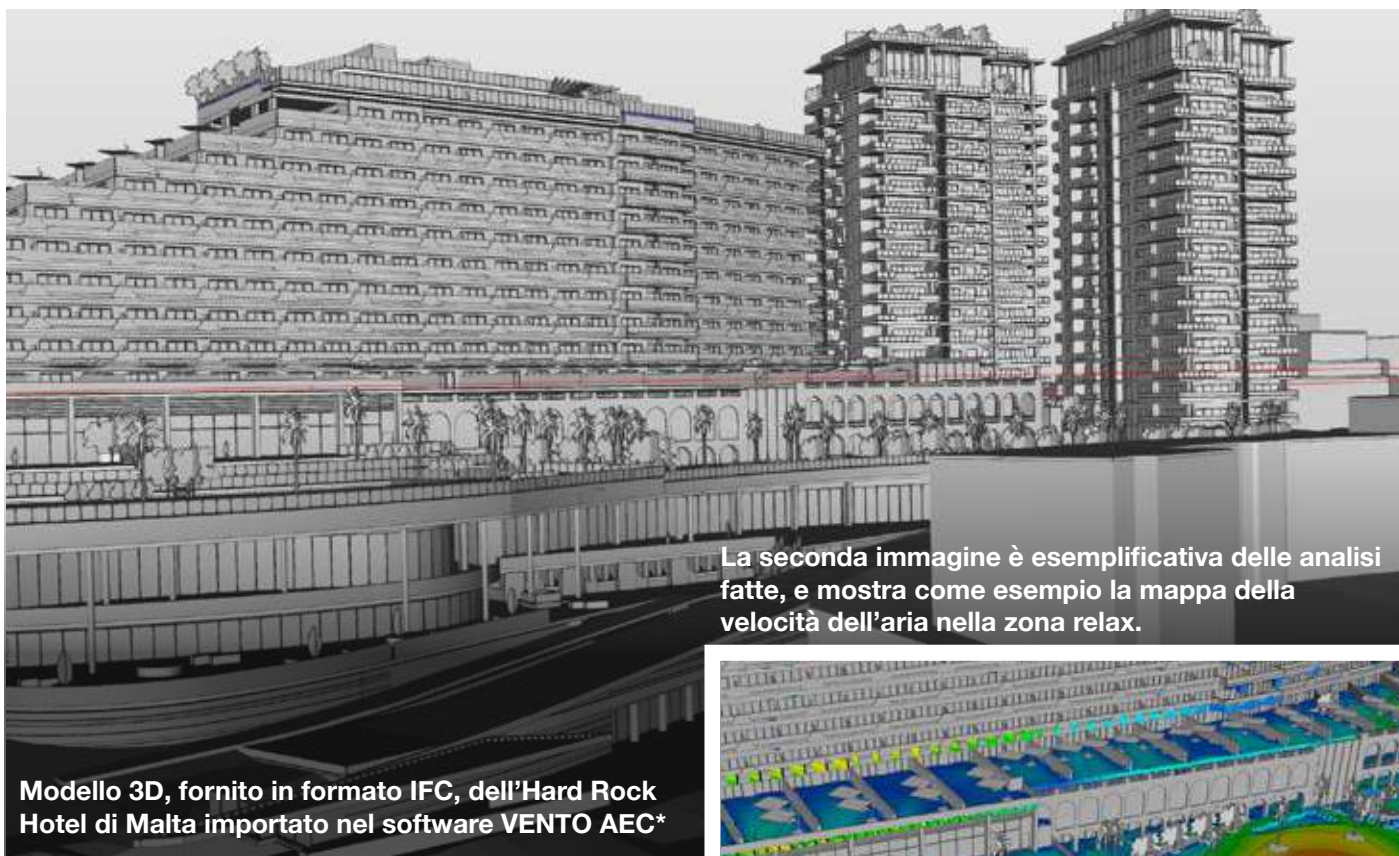 La seconda immagine è esemplificativa delle analisi
fatte, e mostra come esempio la mappa della
velocità dell’aria nella zona relax.
Modello 3D, fornito in formato IFC, dell’Hard Rock
Hotel di Malta importato nel software VENTO AEC*